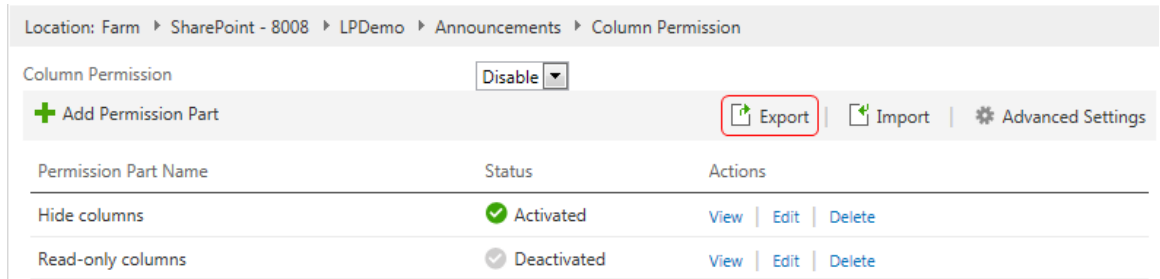 Location: Farm ▸ SharePoint - 8008 ▸ LPDemo ▸ Announcements ▸ Column Permission
Column Permission Disable
Add Permission Part Export | Import | Advanced Settings
Permission Part Name Status Actions
Hide columns Activated View | Edit | Delete
Read-only columns Deactivated View | Edit | Delete